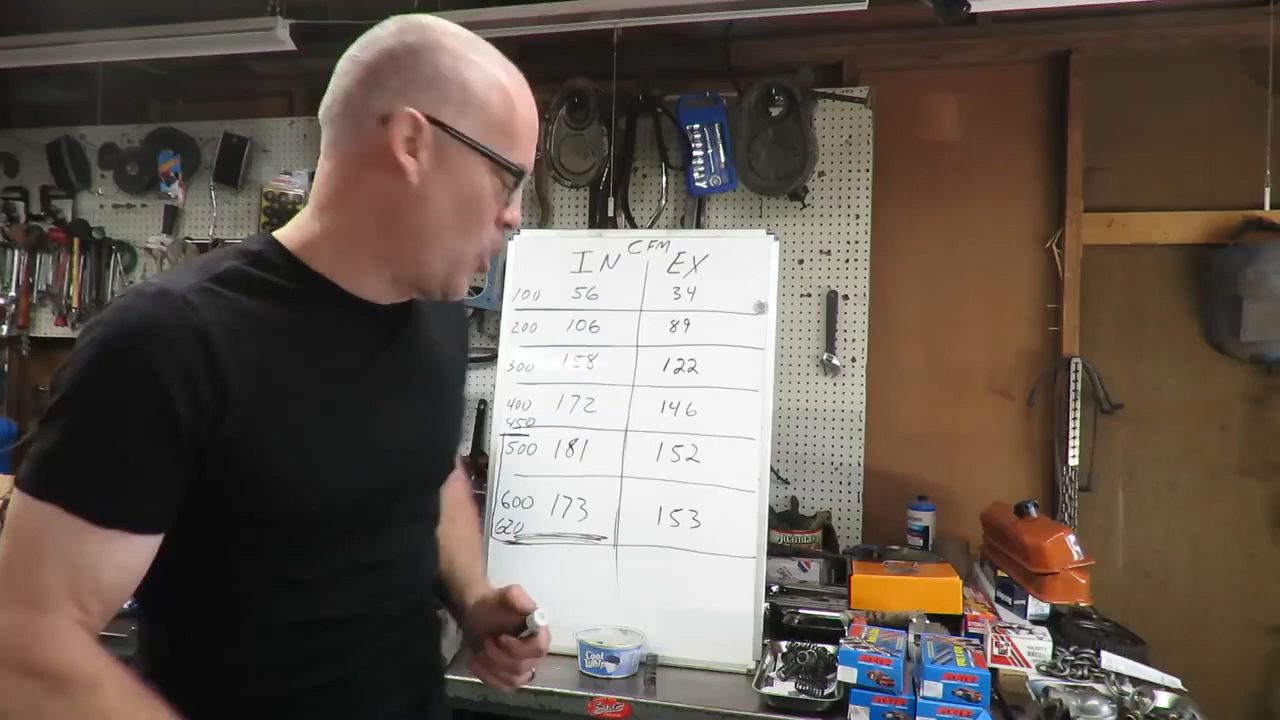 CFM
IN EX
100 56 34
200 106 89
300 158 122
400 172 146
450
500 181 152
600 173 153
620
Juanitas
Cool Whip